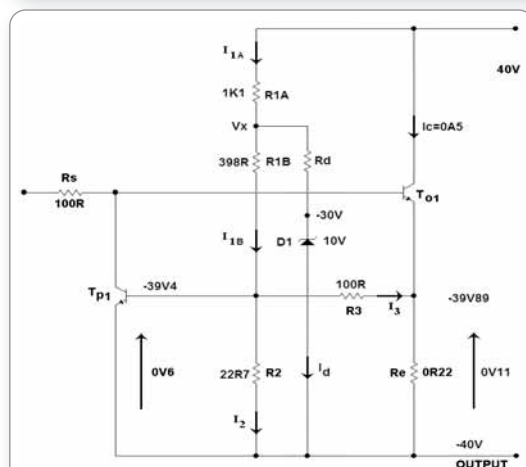 I1A
40V
1K1 R1A
Ic=0A5
Vx
Rs
398R R1B Rd
100R
To1
-30V
I1B D1 10V
Tp1 -39V4
100R
-39V89
R3 I3
0V6
22R7 R2 Id Re 0R22 0V11
I2
-40V
OUTPUT